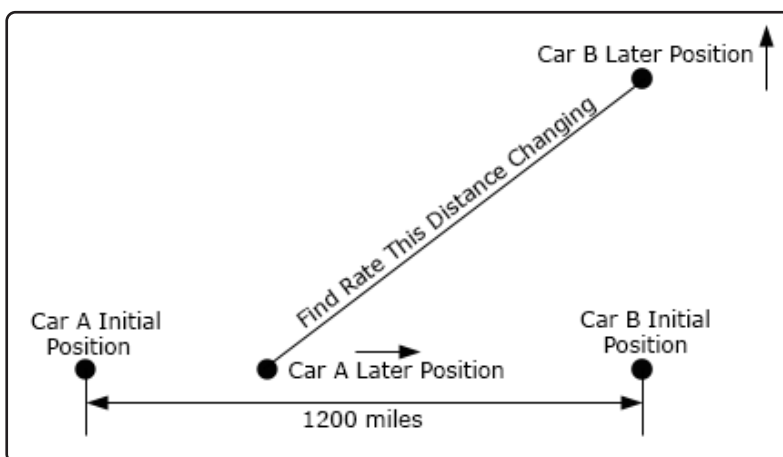 Car B Later Position
Find Rate This Distance Changing
Car A Initial
Position
Car B Initial
Position
Car A Later Position
1200 miles